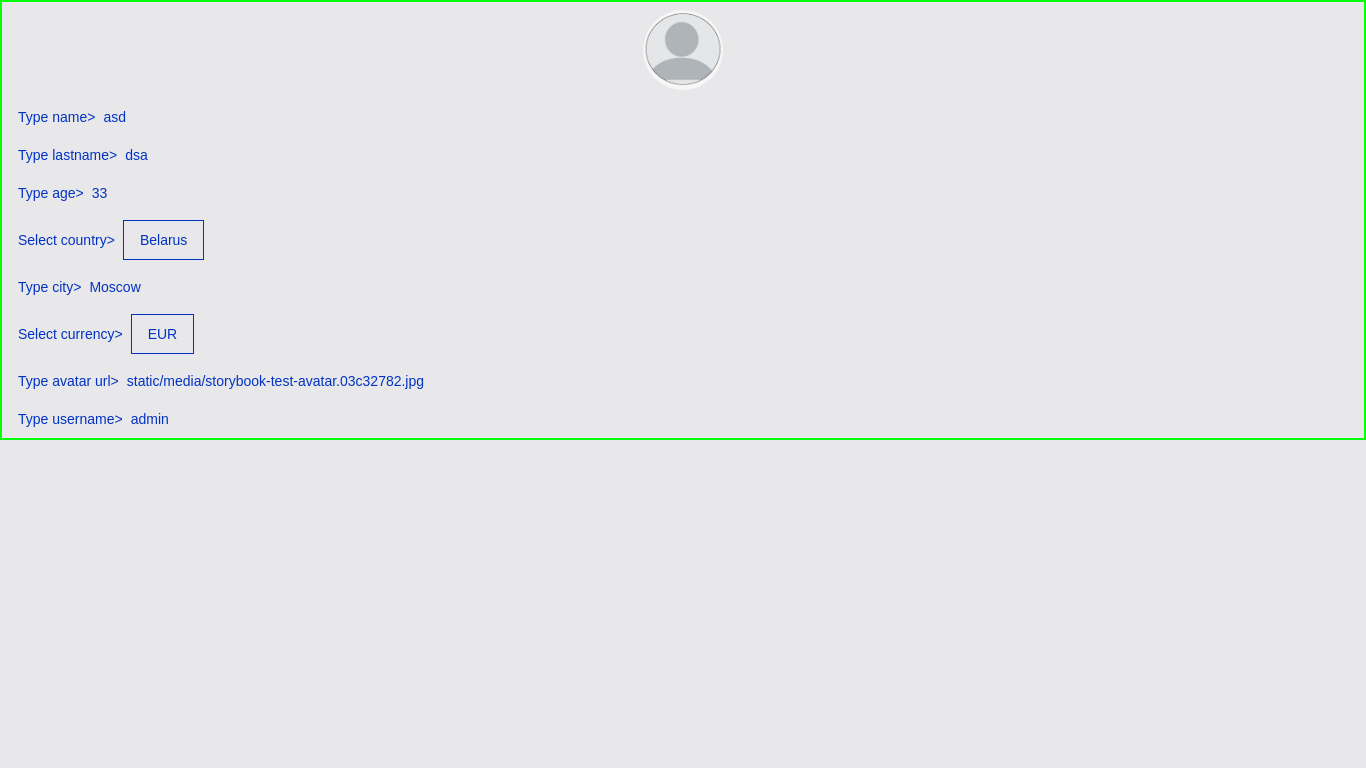 Type name> asd
Type lastname> dsa
Type age> 33
Select country> Belarus
Type city> Moscow
Select currency> EUR
Type avatar url> static/media/storybook-test-avatar.03c32782.jpg
Type username> admin